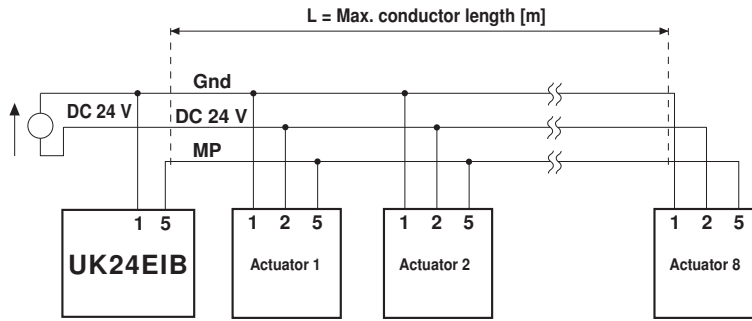 L = Max. conductor length [m]
Gnd
DC 24 V DC 24 V
MP
1 5 1 2 5 1 2 5 1 2 5
UK24EIB Actuator 1 Actuator 2 Actuator 8